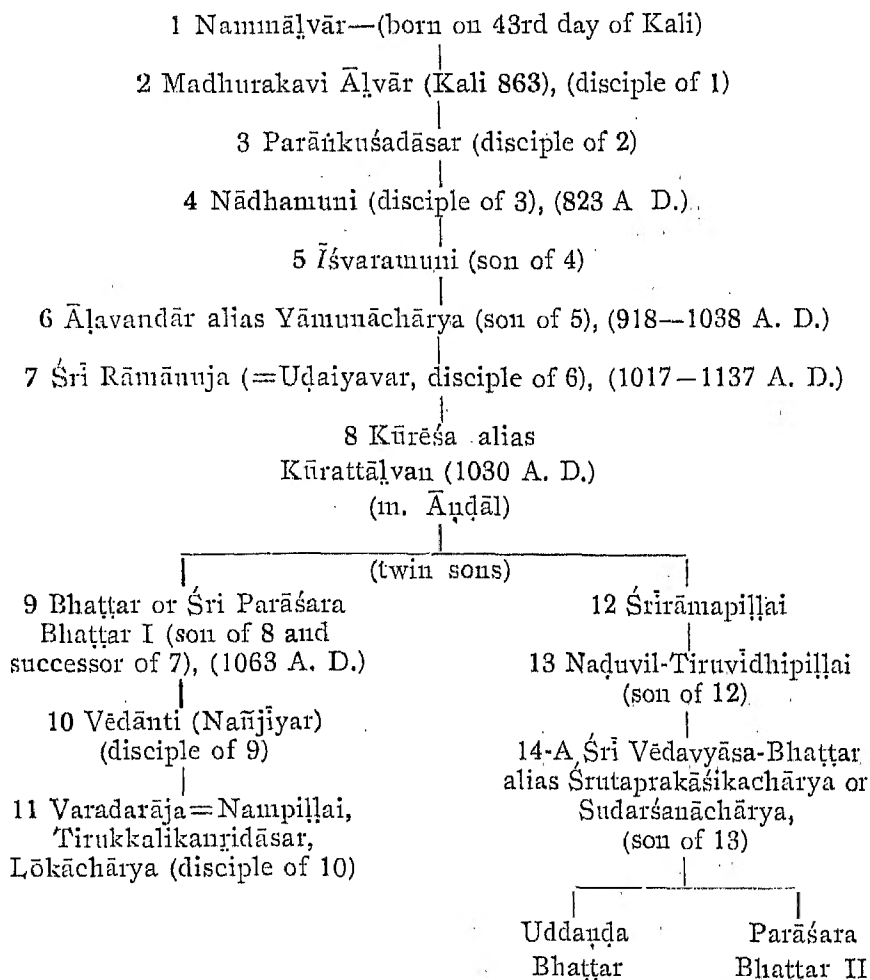 1 Nammāḻvār—(born on 43rd day of Kali)
2 Madhurakavi Āḻvār (Kali 863), (disciple of 1)
3 Parāṅkuśadāsar (disciple of 2)
4 Nādhamuni (disciple of 3), (823 A D.)
5 Īśvaramuni (son of 4)
6 Āḷavandār alias Yāmunāchārya (son of 5), (918—1038 A. D.)
7 Śrī Rāmānuja (=Uḍaiyavar, disciple of 6), (1017—1137 A. D.)
8 Kūrēśa alias
Kūrattāḻvan (1030 A. D.)
(m. Āṇḍāḷ)
(twin sons)
9 Bhaṭṭar or Śri Parāśara
Bhaṭṭar I (son of 8 and
successor of 7), (1063 A. D.)
10 Vēdānti (Nañjīyar)
(disciple of 9)
11 Varadarāja=Nampiḷḷai,
Tirukkalikanṟidāsar,
Lōkāchārya (disciple of 10)
12 Śrīrāmapiḷḷai
13 Naḍuvil-Tiruvīdhipiḷḷai
(son of 12)
14-A Śrī Vēdavyāsa-Bhaṭṭar
alias Śrutaprakāśikachārya or
Sudarśanāchārya,
(son of 13)
Uddaṇḍa
Bhaṭṭar
Parāśara
Bhaṭṭar II